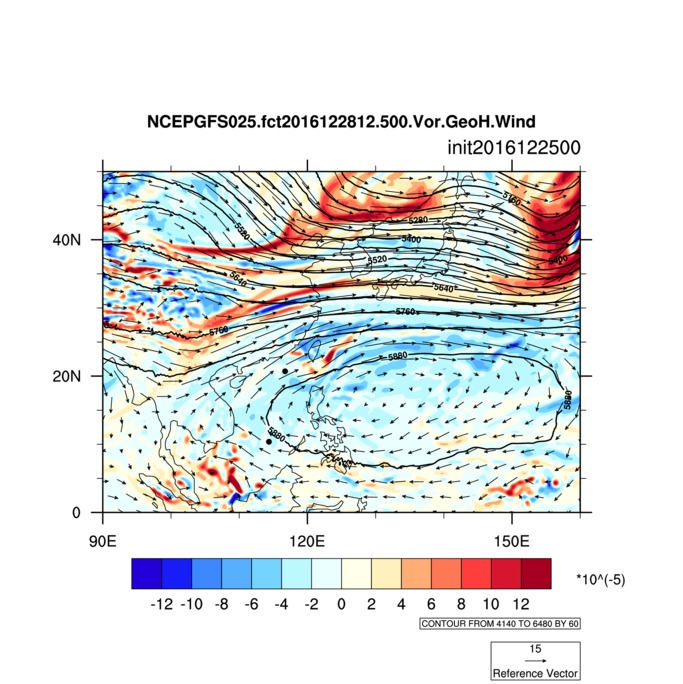 NCEPGFS025.fct2016122812.500.Vor.GeoH.Wind
init2016122500
5160
5280
5580
5400
40N
5520
5400
5640
5640
5760
5760
5880
20N
5880
5880
0
90E 120E 150E
-12 -10 -8 -6 -4 -2 0 2 4 6 8 10 12
*10^(-5)
CONTOUR FROM 4140 TO 6480 BY 60
15
Reference Vector